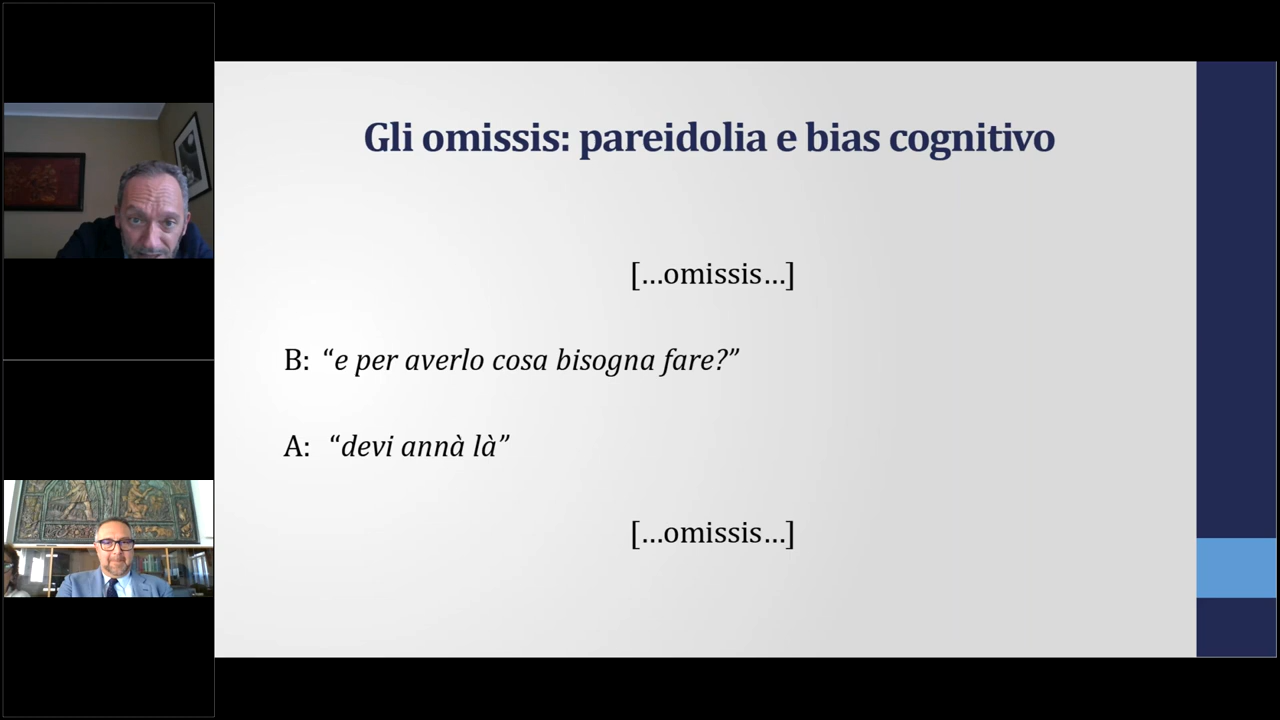 Gli omissis: pareidolia e bias cognitivo
[…omissis…]
B: “e per averlo cosa bisogna fare?”
A: “devi annà là”
[…omissis…]